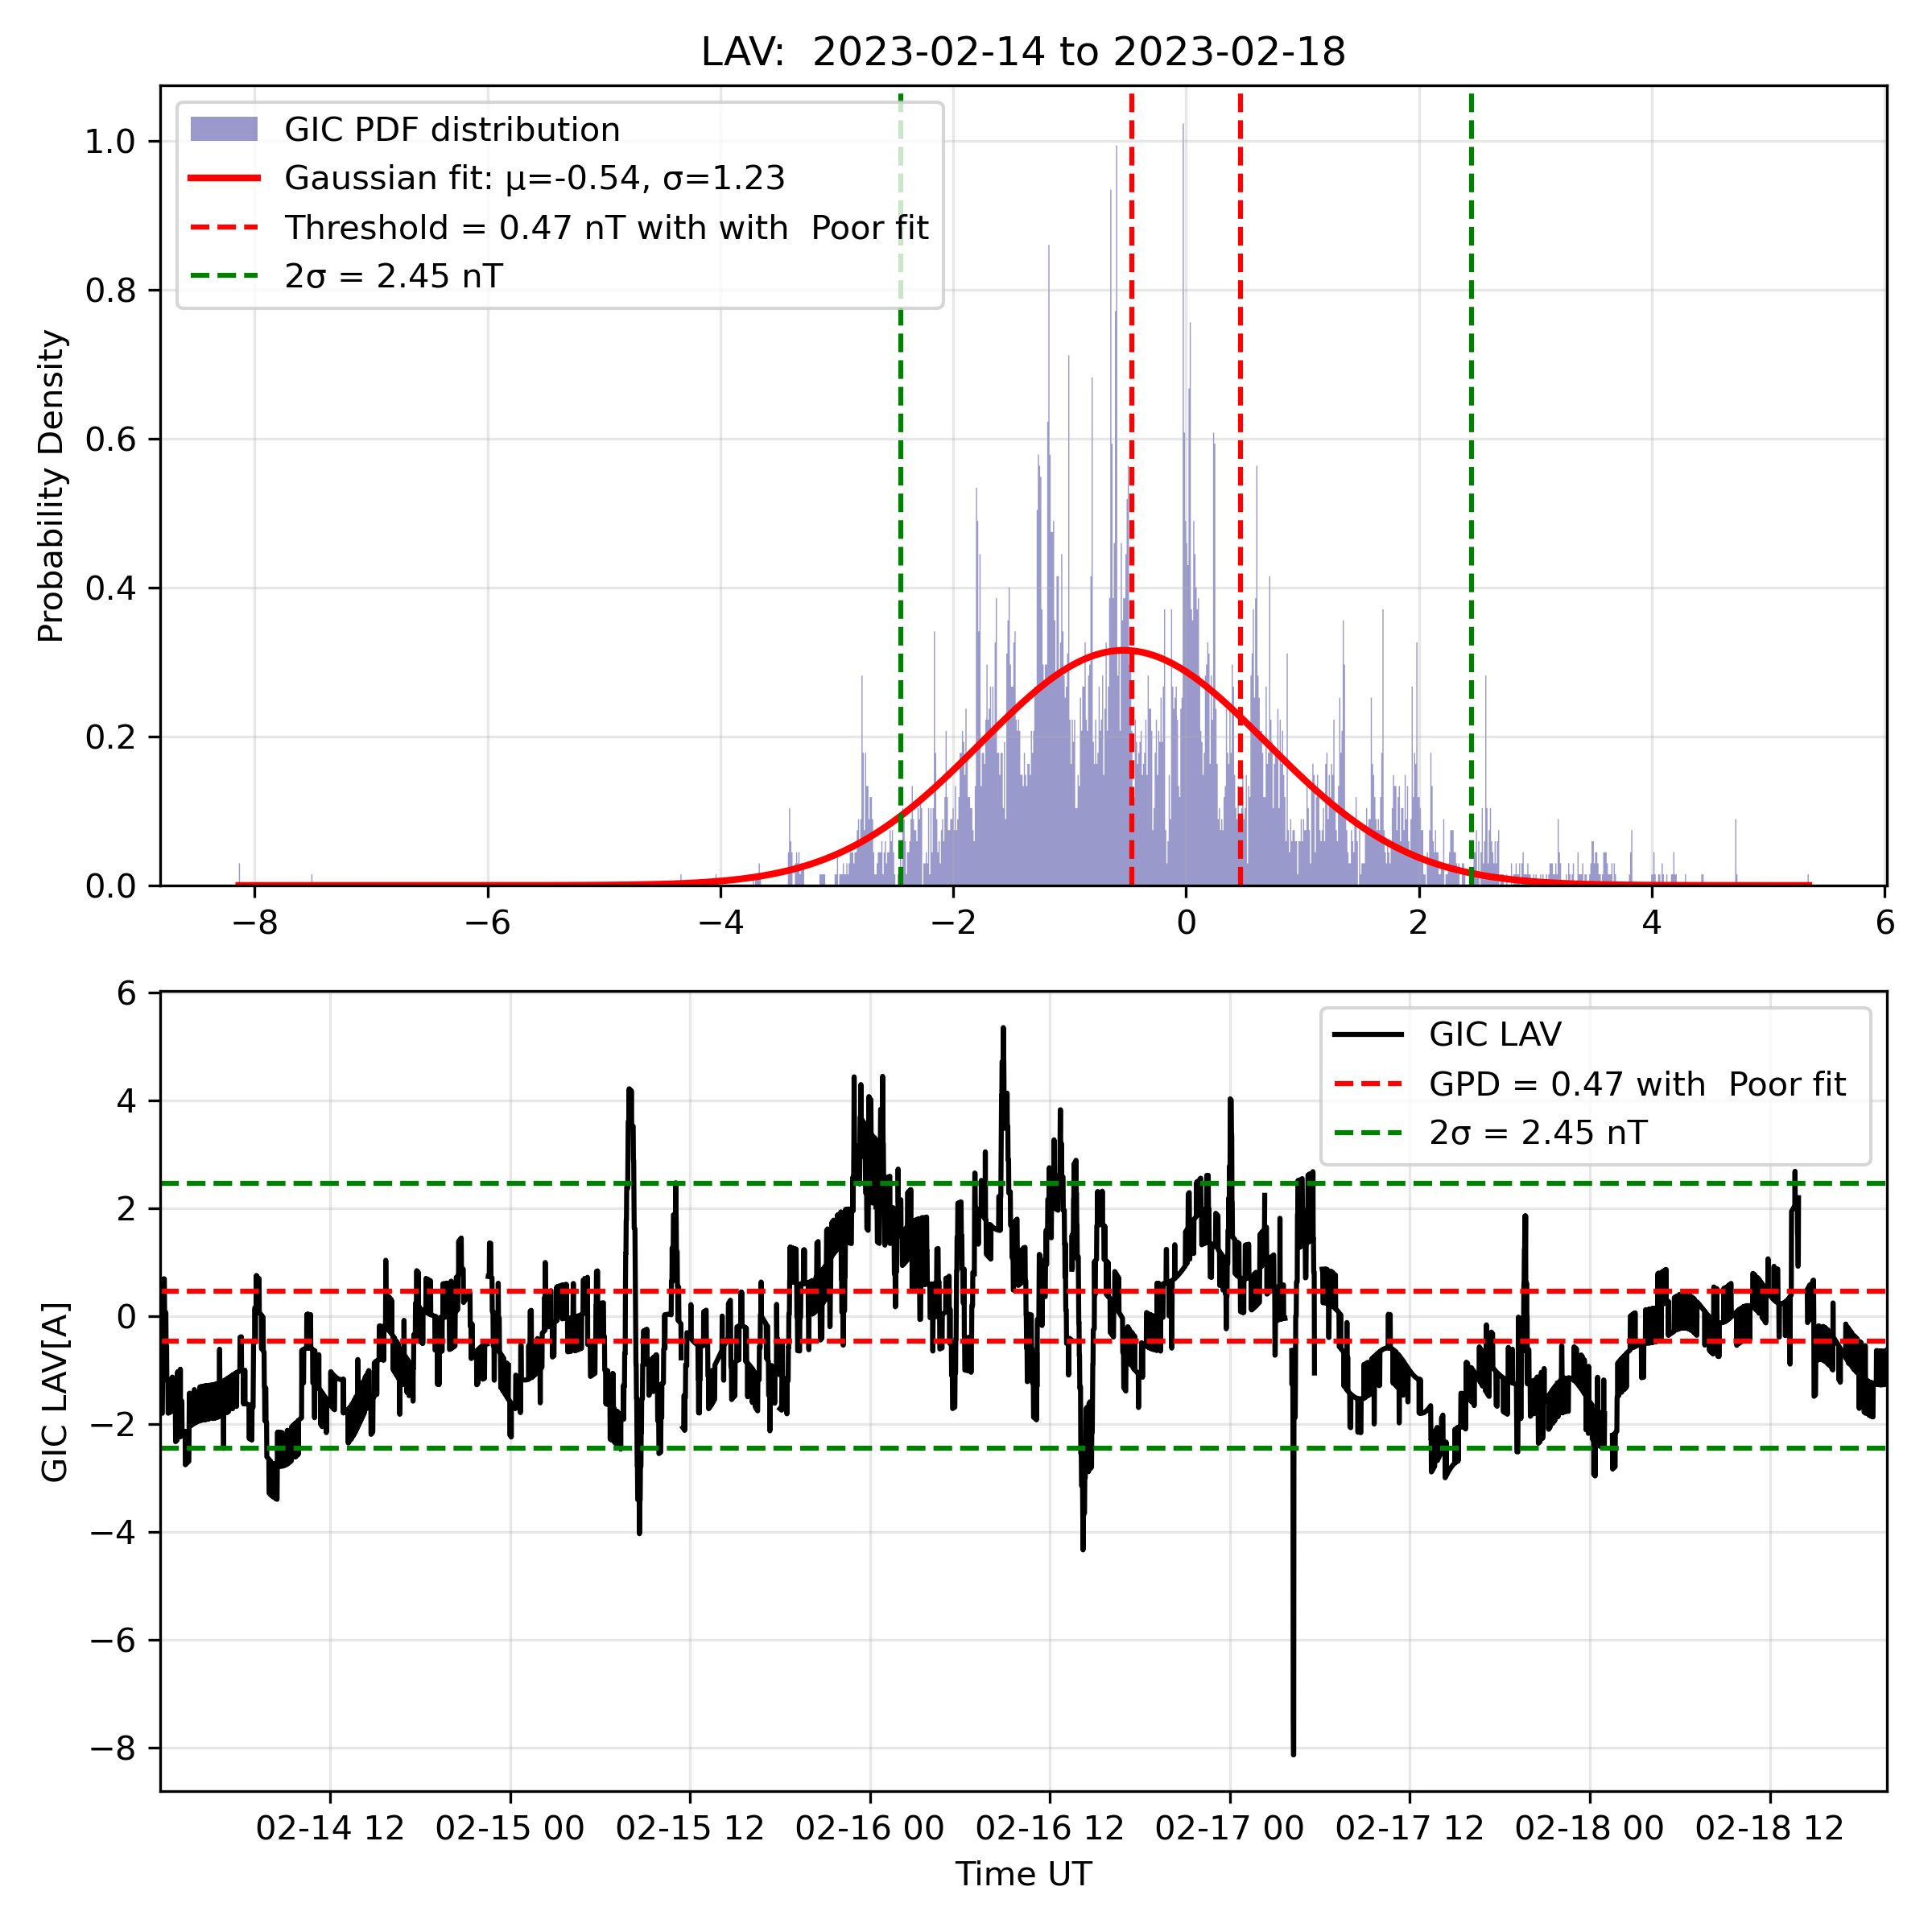 LAV:  2023-02-14 to 2023-02-18
GIC PDF distribution
Gaussian fit: μ=-0.54, σ=1.23
Threshold = 0.47 nT with with  Poor fit
2σ = 2.45 nT
Probability Density
1.0
0.8
0.6
0.4
0.2
0.0
−8 −6 −4 −2 0 2 4 6
GIC LAV
GPD = 0.47 with  Poor fit
2σ = 2.45 nT
GIC LAV[A]
6
4
2
0
−2
−4
−6
−8
02-14 12 02-15 00 02-15 12 02-16 00 02-16 12 02-17 00 02-17 12 02-18 00 02-18 12
Time UT